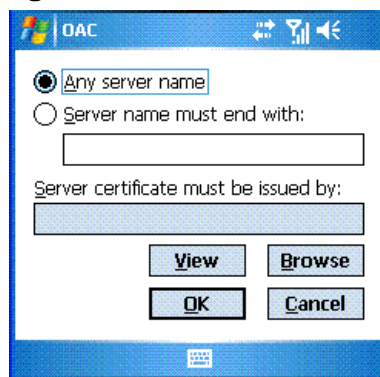 OAC
Any server name
Server name must end with:
Server certificate must be issued by:
View Browse
OK Cancel